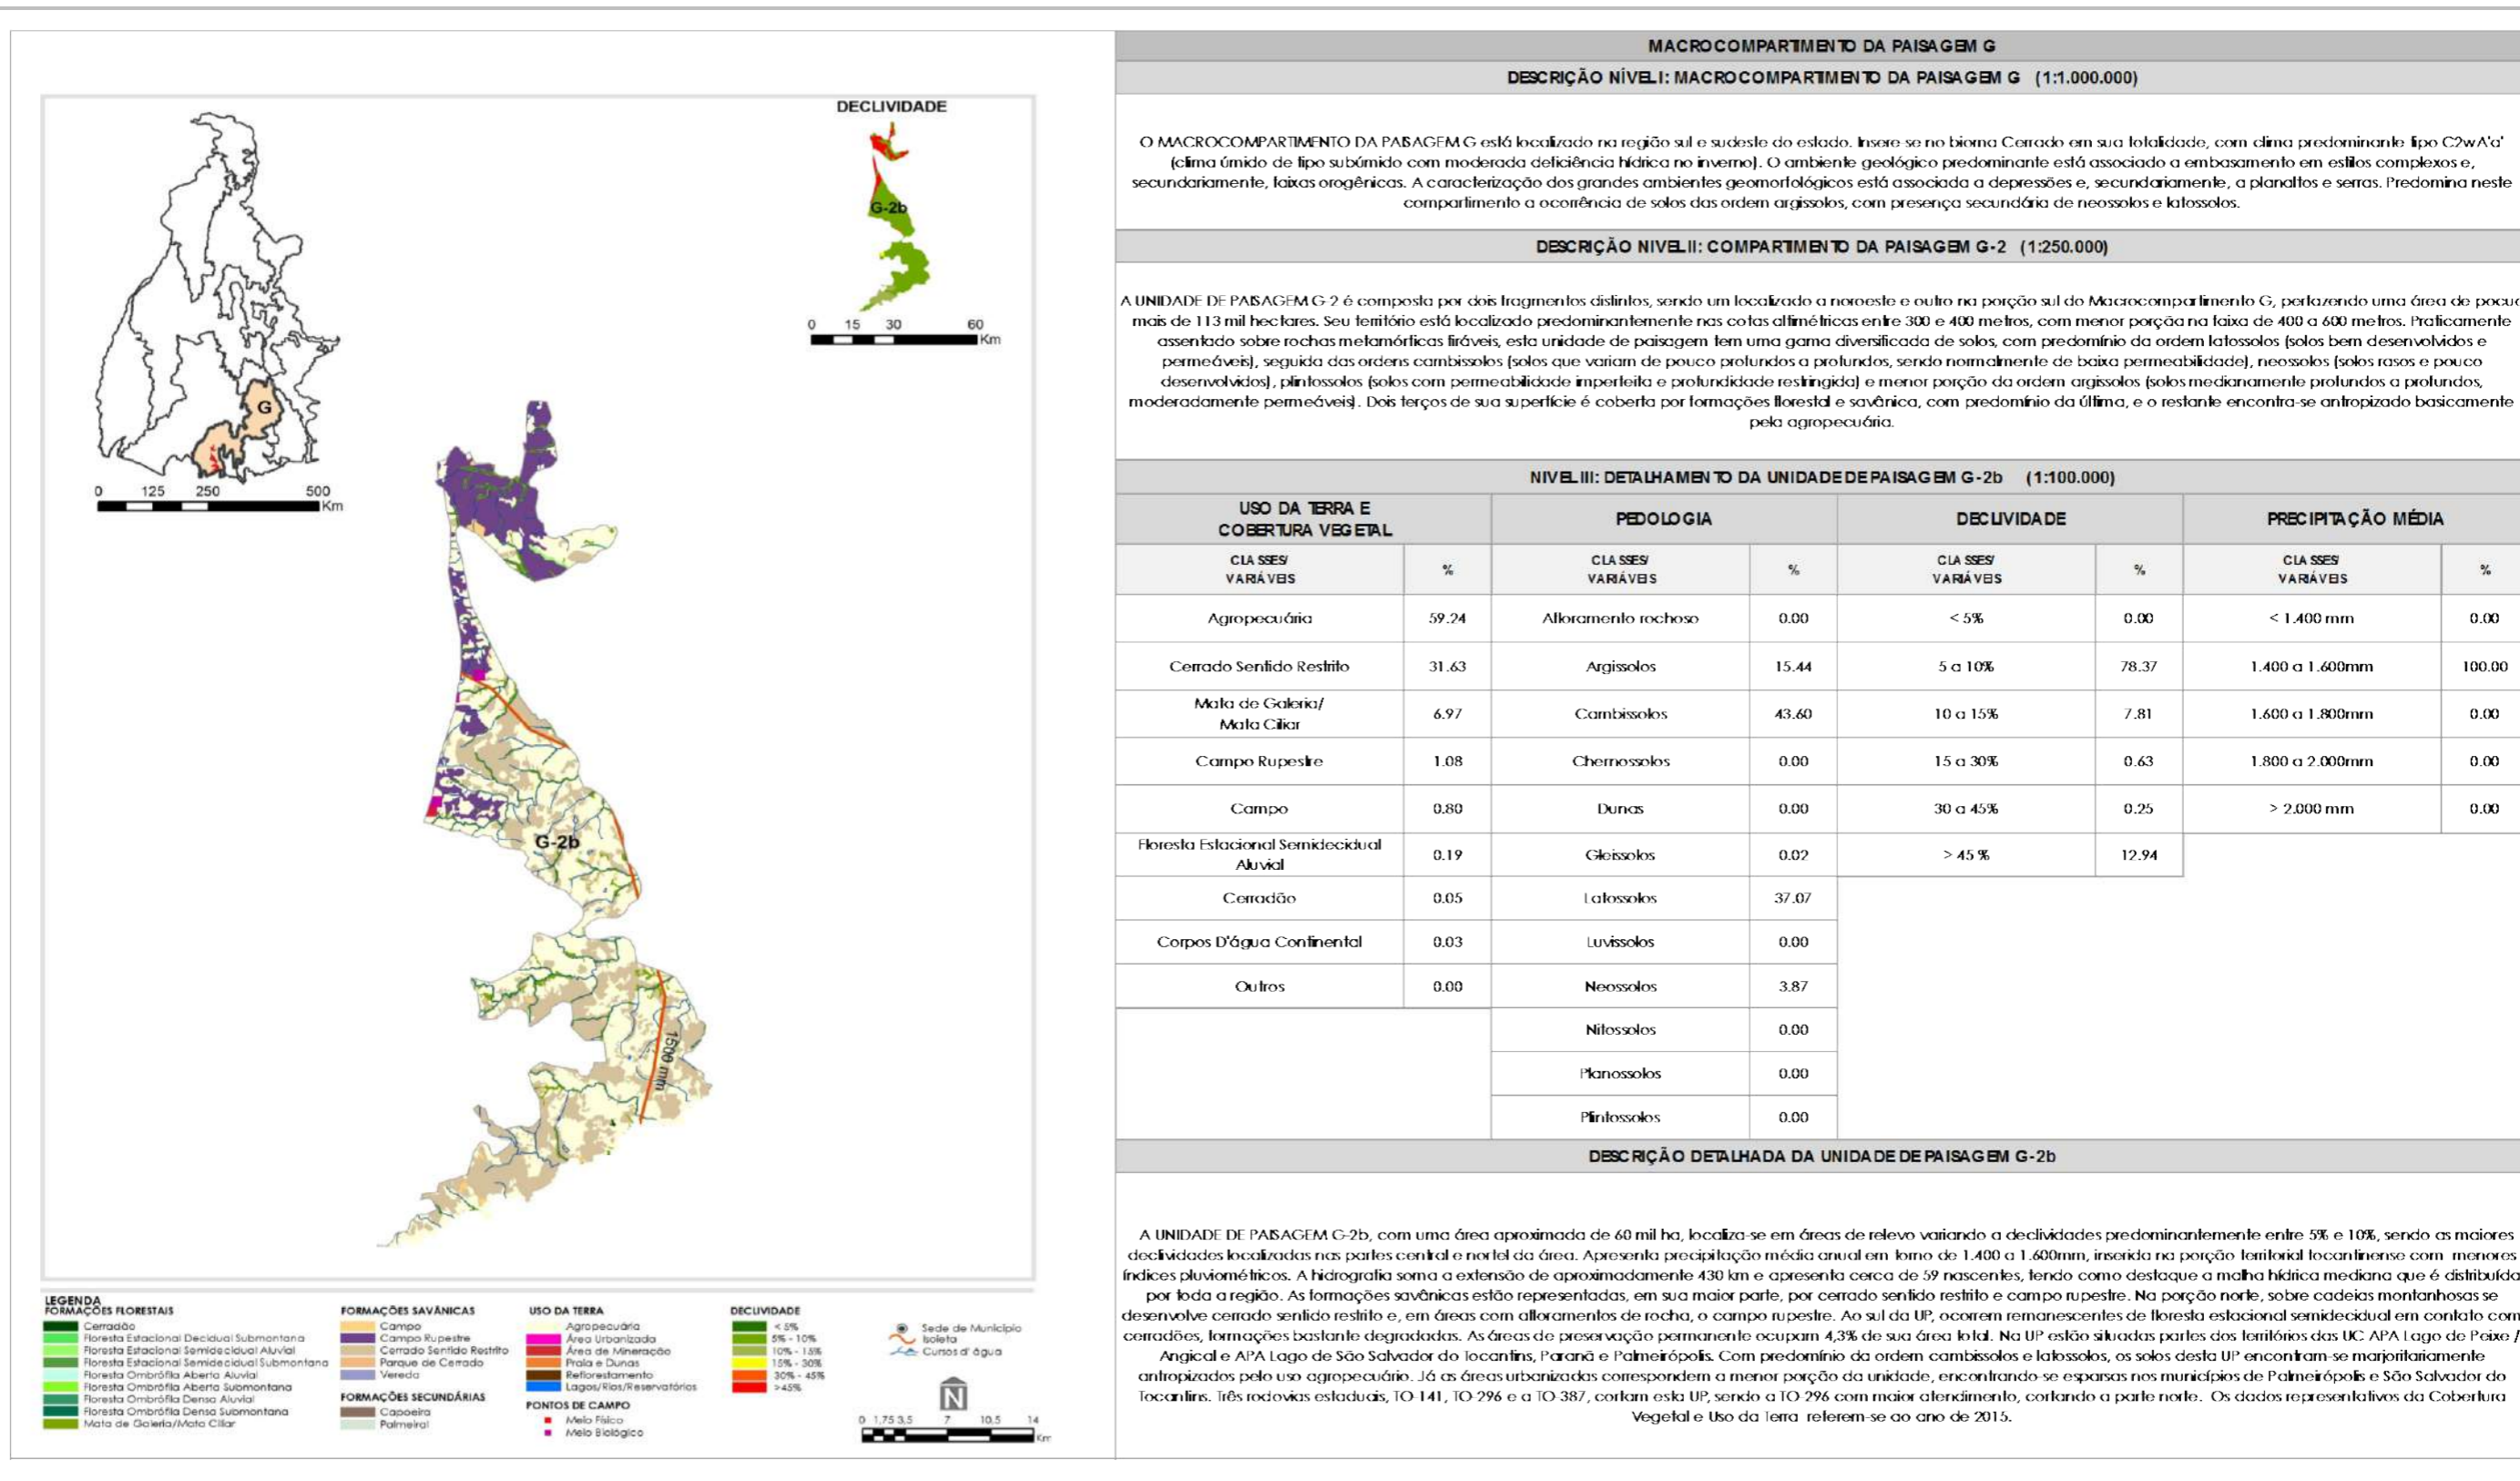 DECLIVIDADE
G-2b
0 15 30 60
Km
G
0 125 250 500
Km
G-2b
1500 mm
LEGENDA
FORMAÇÕES FLORESTAIS
Cerradão
Floresta Estacional Decidual Submontana
Floresta Estacional Semidecidual Aluvial
Floresta Estacional Semidecidual Submontana
Floresta Ombrófila Aberta Aluvial
Floresta Ombrófila Aberta Submontana
Floresta Ombrófila Densa Aluvial
Floresta Ombrófila Densa Submontana
Mata de Galeria/Mata Ciliar
FORMAÇÕES SAVÂNICAS
Campo
Campo Rupestre
Cerrado Sentido Restrito
Parque de Cerrado
Vereda
FORMAÇÕES SECUNDÁRIAS
Capoeira
Palmeiral
USO DA TERRA
Agropecuária
Área Urbanizada
Área de Mineração
Praia e Dunas
Reflorestamento
Lagos/Rios/Reservatórios
PONTOS DE CAMPO
Meio Físico
Meio Biológico
DECLIVIDADE
< 5%
5% - 10%
10% - 15%
15% - 30%
30% - 45%
>45%
Sede de Município
Isoieta
Cursos d' água
N
0 1,75 3,5 7 10,5 14
Km
MACROCOMPARTIMENTO DA PAISAGEM G
DESCRIÇÃO NÍVEL I: MACROCOMPARTIMENTO DA PAISAGEM G (1:1.000.000)
O MACROCOMPARTIMENTO DA PAISAGEM G está localizado na região sul e sudeste do estado. Insere-se no bioma Cerrado em sua totalidade, com clima predominante tipo C2wA'a'
(clima úmido de tipo subúmido com moderada deficiência hídrica no inverno). O ambiente geológico predominante está associado a embasamento em estilos complexos e,
secundariamente, faixas orogênicas. A caracterização dos grandes ambientes geomorfológicos está associada a depressões e, secundariamente, a planaltos e serras. Predomina neste
compartimento a ocorrência de solos das ordem argissolos, com presença secundária de neossolos e latossolos.
DESCRIÇÃO NIVEL II: COMPARTIMENTO DA PAISAGEM G-2 (1:250.000)
A UNIDADE DE PAISAGEM G-2 é composta por dois fragmentos distintos, sendo um localizado a noroeste e outro na porção sul do Macrocompartimento G, perfazendo uma área de pouco
mais de 113 mil hectares. Seu território está localizado predominantemente nas cotas altimétricas entre 300 e 400 metros, com menor porção na faixa de 400 a 600 metros. Praticamente
assentado sobre rochas metamórficas fíráveis, esta unidade de paisagem tem uma gama diversificada de solos, com predomínio da ordem latossolos (solos bem desenvolvidos e
permeáveis), seguida das ordens cambissolos (solos que variam de pouco profundos a profundos, sendo normalmente de baixa permeabilidade), neossolos (solos rasos e pouco
desenvolvidos), plintossolos (solos com permeabilidade imperfeita e profundidade restringida) e menor porção da ordem argissolos (solos medianamente profundos a profundos,
moderadamente permeáveis). Dois terços de sua superfície é coberta por formações florestal e savânica, com predomínio da última, e o restante encontra-se antropizado basicamente
pela agropecuária.
NIVEL III: DETALHAMENTO DA UNIDADE DE PAISAGEM G-2b (1:100.000)
USO DA TERRA E
COBERTURA VEGETAL PEDOLOGIA DECLIVIDADE PRECIPITAÇÃO MÉDIA
CLASSES/
VARIÁVEIS % CLASSES/
VARIÁVEIS % CLASSES/
VARIÁVEIS % CLASSES/
VARIÁVEIS %
Agropecuária 59.24 Afloramento rochoso 0.00 < 5% 0.00 < 1.400 mm 0.00
Cerrado Sentido Restrito 31.63 Argissolos 15.44 5 a 10% 78.37 1.400 a 1.600mm 100.00
Mata de Galeria/
Mata Ciliar 6.97 Cambissolos 43.60 10 a 15% 7.81 1.600 a 1.800mm 0.00
Campo Rupestre 1.08 Chernossolos 0.00 15 a 30% 0.63 1.800 a 2.000mm 0.00
Campo 0.80 Dunas 0.00 30 a 45% 0.25 > 2.000 mm 0.00
Floresta Estacional Semidecidual
Aluvial 0.19 Gleissolos 0.02 > 45 % 12.94
Cerradão 0.05 Latossolos 37.07
Corpos D'água Continental 0.03 Luvissolos 0.00
Outros 0.00 Neossolos 3.87
Nitossolos 0.00
Planossolos 0.00
Plintossolos 0.00
DESCRIÇÃO DETALHADA DA UNIDADE DE PAISAGEM G-2b
A UNIDADE DE PAISAGEM G-2b, com uma área aproximada de 60 mil ha, localiza-se em áreas de relevo variando a declividades predominantemente entre 5% e 10%, sendo as maiores
declividades localizadas nas partes central e nortel da área. Apresenta precipitação média anual em torno de 1.400 a 1.600mm, inserida na porção territorial tocantinense com menores
índices pluviométricos. A hidrografia soma a extensão de aproximadamente 430 km e apresenta cerca de 59 nascentes, tendo como destaque a malha hídrica mediana que é distribuída
por toda a região. As formações savânicas estão representadas, em sua maior parte, por cerrado sentido restrito e campo rupestre. Na porção norte, sobre cadeias montanhosas se
desenvolve cerrado sentido restrito e, em áreas com afloramentos de rocha, o campo rupestre. Ao sul da UP, ocorrem remanescentes de floresta estacional semidecidual em contato com
cerradões, formações bastante degradadas. As áreas de preservação permanente ocupam 4,3% de sua área total. Na UP estão situadas partes dos territórios das UC APA Lago de Peixe /
Angical e APA Lago de São Salvador do Tocantins, Paranã e Palmeirópolis. Com predomínio da ordem cambissolos e latossolos, os solos desta UP encontram-se marjoritariamente
antropizados pelo uso agropecuário. Já as áreas urbanizadas correspondem a menor porção da unidade, encontrando-se esparsas nos municípios de Palmeirópolis e São Salvador do
Tocantins. Três rodovias estaduais, TO-141, TO-296 e a TO-387, cortam esta UP, sendo a TO-296 com maior atendimento, cortando a parte norte. Os dados representativos da Cobertura
Vegetal e Uso da Terra referem-se ao ano de 2015.